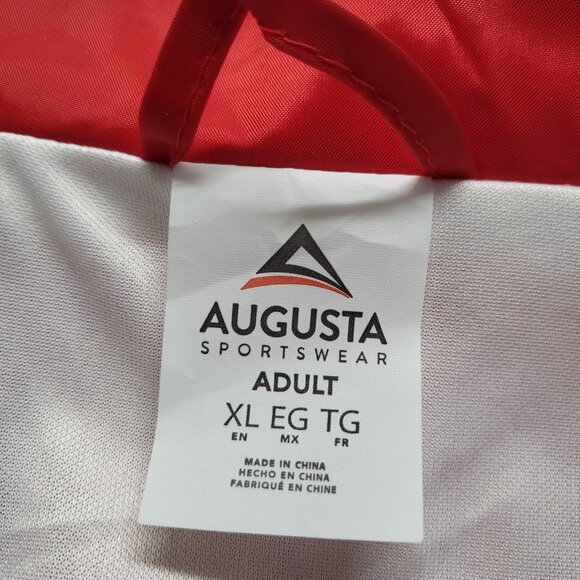 AUGUSTA
SPORTSWEAR
ADULT
XL EG TG
EN MX FR
MADE IN CHINA
HECHO EN CHINA
FABRIQUÉ EN CHINE